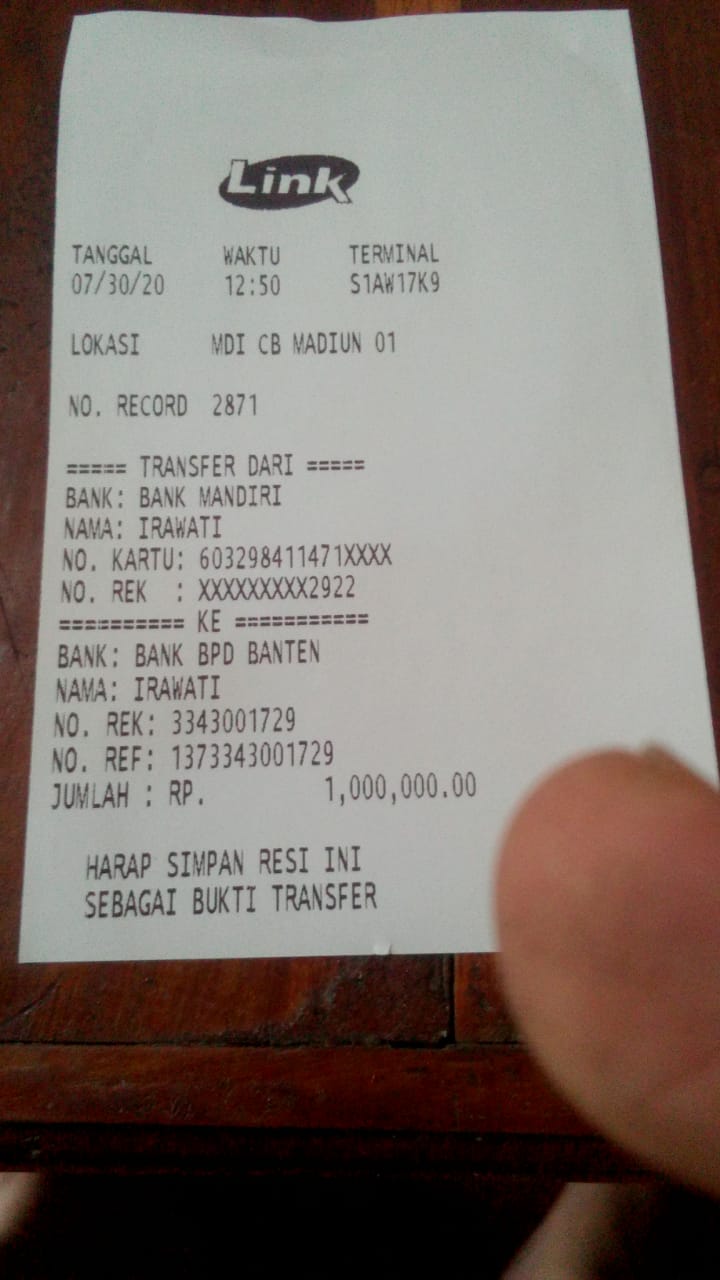 Link
TANGGAL WAKTU TERMINAL
07/30/20 12:50 S1AW17K9
LOKASI MDI CB MADIUN 01
NO. RECORD 2871
===== TRANSFER DARI =====
BANK: BANK MANDIRI
NAMA: IRAWATI
NO. KARTU: 603298411471XXXX
NO. REK : XXXXXXXXX2922
========== KE ===========
BANK: BANK BPD BANTEN
NAMA: IRAWATI
NO. REK: 3343001729
NO. REF: 1373343001729
JUMLAH : RP. 1,000,000.00
HARAP SIMPAN RESI INI
SEBAGAI BUKTI TRANSFER